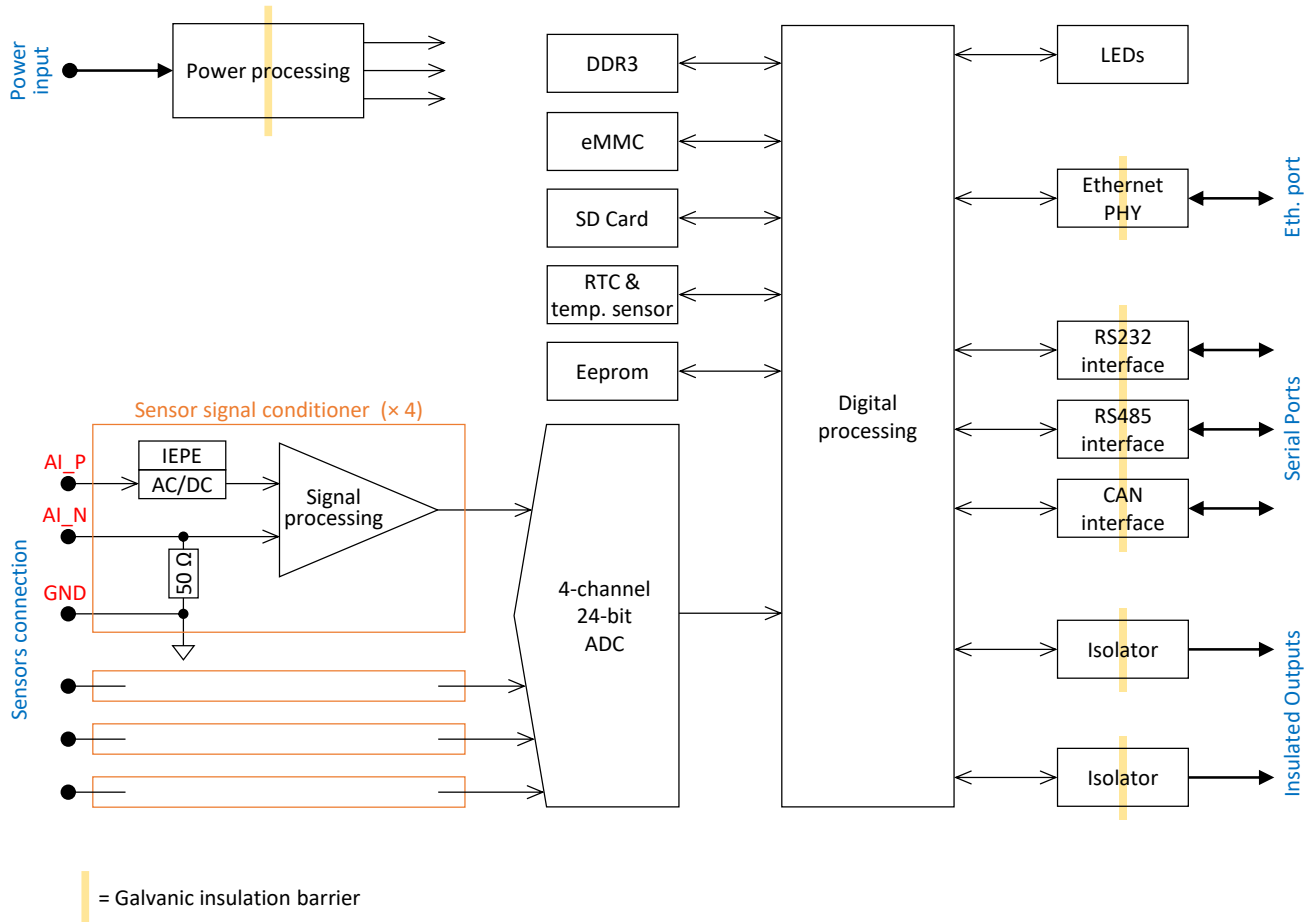 Power
input
Power processing
DDR3
eMMC
SD Card
RTC &
temp. sensor
Eeprom
Digital
processing
LEDs
Ethernet
PHY
Eth. port
RS232
interface
RS485
interface
CAN
interface
Serial Ports
Isolator
Isolator
Insulated Outputs
Sensor signal conditioner (× 4)
AI_P
IEPE
AC/DC
Signal
processing
AI_N
50 Ω
GND
Sensors connection
4-channel
24-bit
ADC
= Galvanic insulation barrier